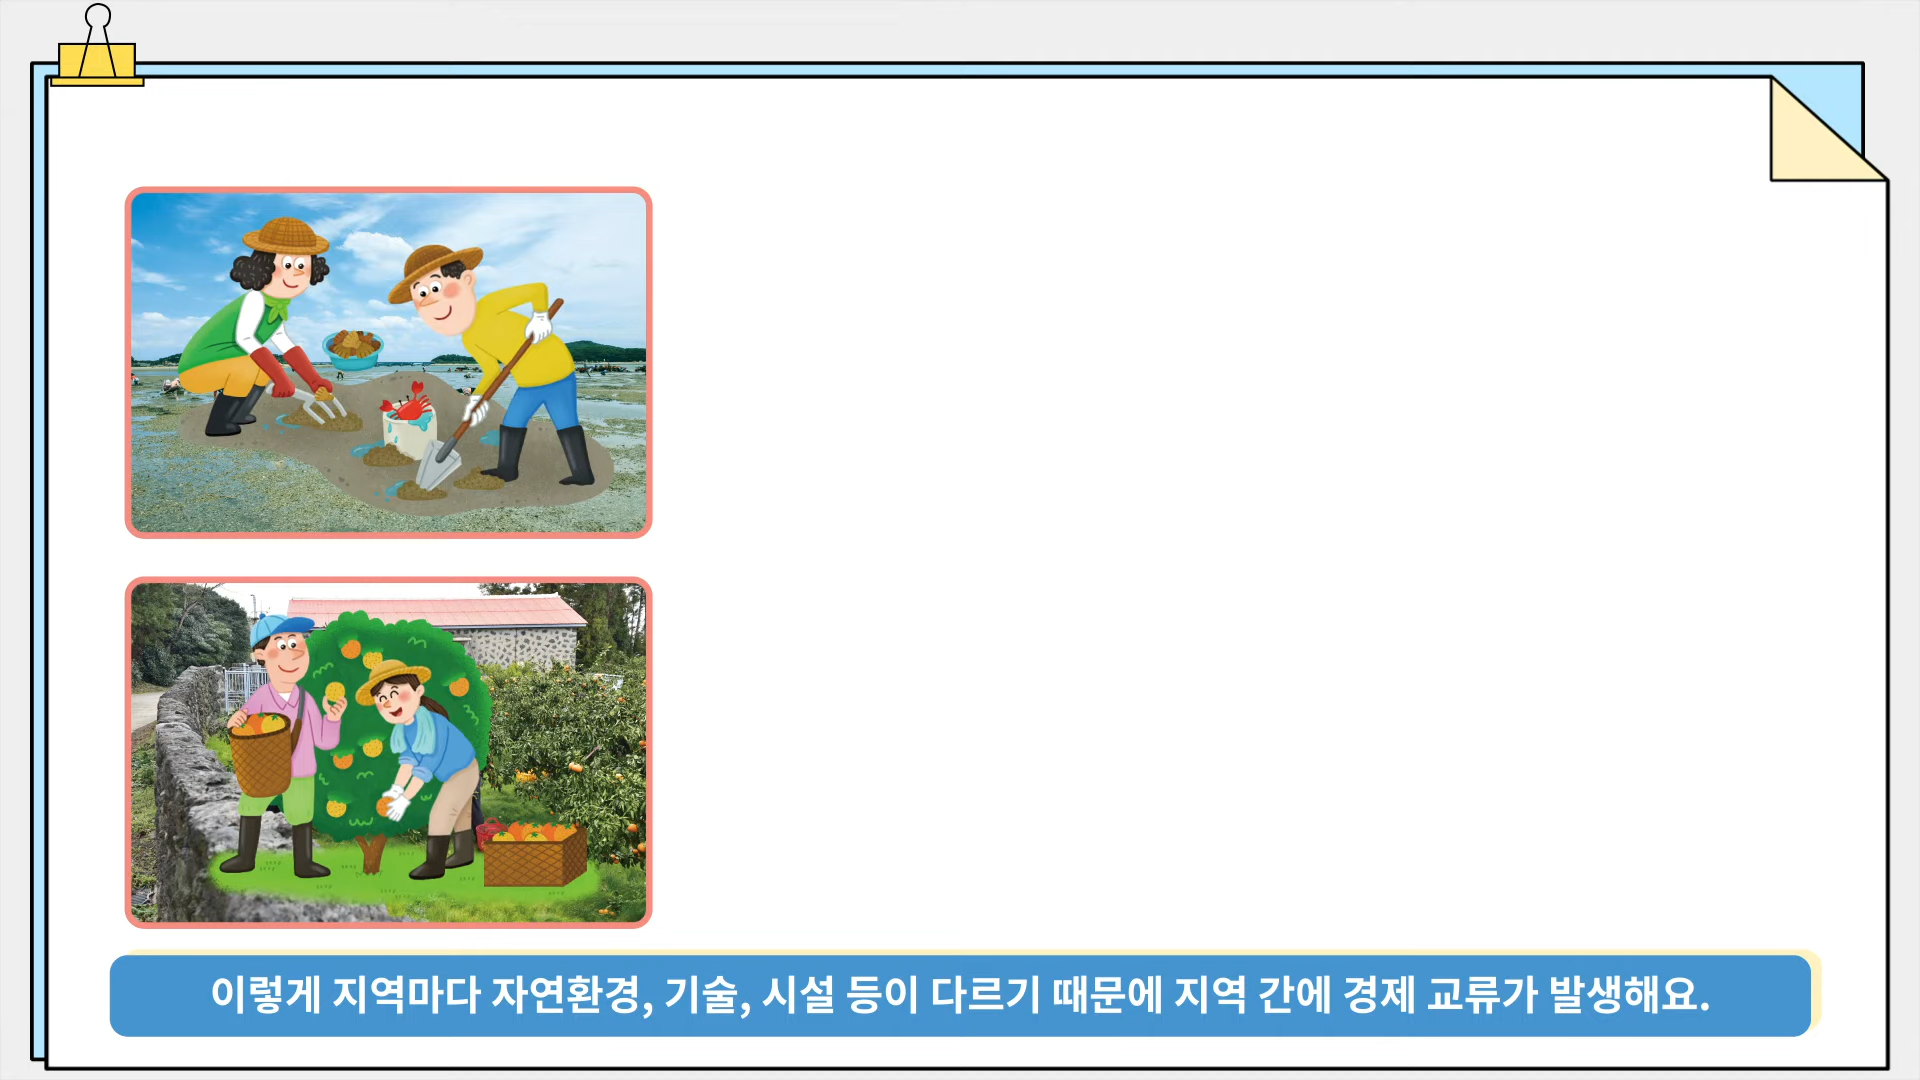 이렇게 지역마다 자연환경, 기술, 시설 등이 다르기 때문에 지역 간에 경제 교류가 발생해요.